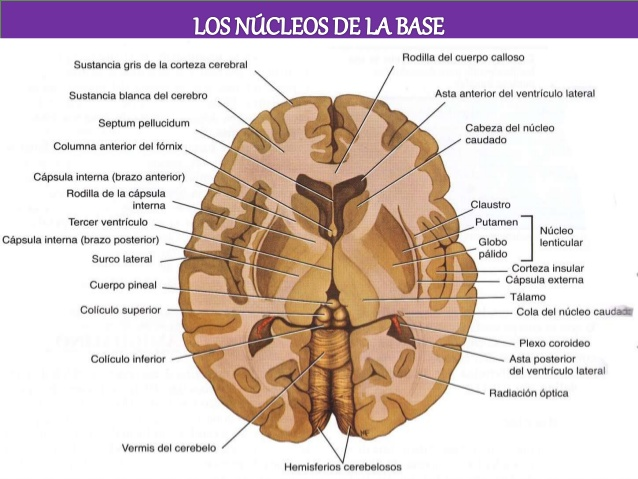 LOS NÚCLEOS DE LA BASE
Sustancia gris de la corteza cerebral
Sustancia blanca del cerebro
Septum pellucidum
Columna anterior del fórnix
Cápsula interna (brazo anterior)
Rodilla de la cápsula
interna
Tercer ventrículo
Cápsula interna (brazo posterior)
Surco lateral
Cuerpo pineal
Colículo superior
Colículo inferior
Vermis del cerebelo
Hemisferios cerebelosos
Rodilla del cuerpo calloso
Asta anterior del ventrículo lateral
Cabeza del núcleo
caudado
Claustro
Putamen
Globo
pálido
Núcleo
lenticular
Corteza insular
Cápsula externa
Tálamo
Cola del núcleo caudado
Plexo coroideo
Asta posterior
del ventrículo lateral
Radiación óptica